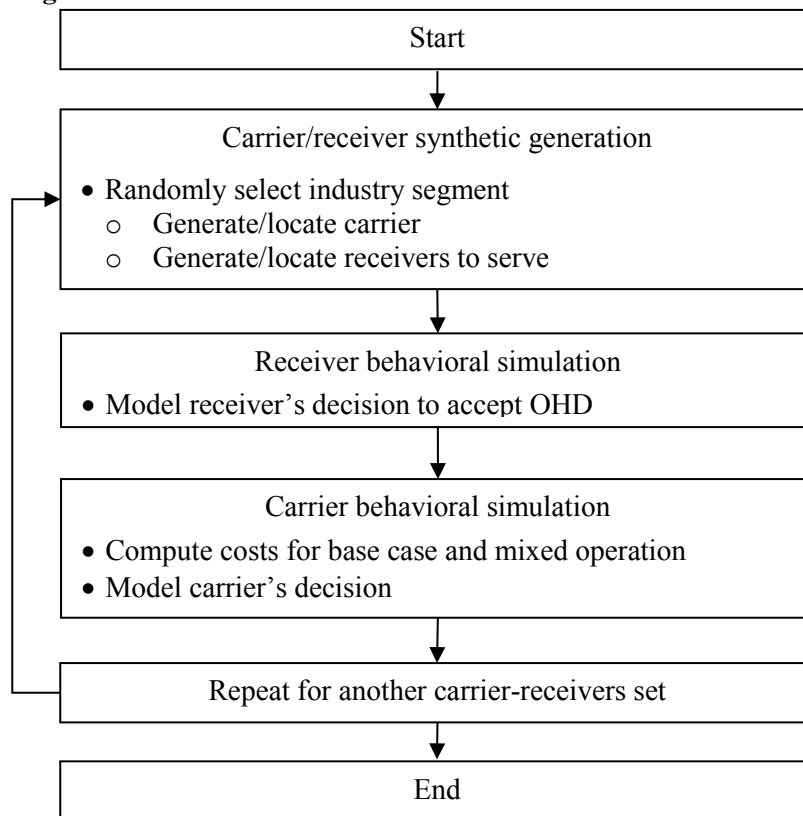 Start
Carrier/receiver synthetic generation
• Randomly select industry segment
o Generate/locate carrier
o Generate/locate receivers to serve
Receiver behavioral simulation
• Model receiver’s decision to accept OHD
Carrier behavioral simulation
• Compute costs for base case and mixed operation
• Model carrier’s decision
Repeat for another carrier-receivers set
End